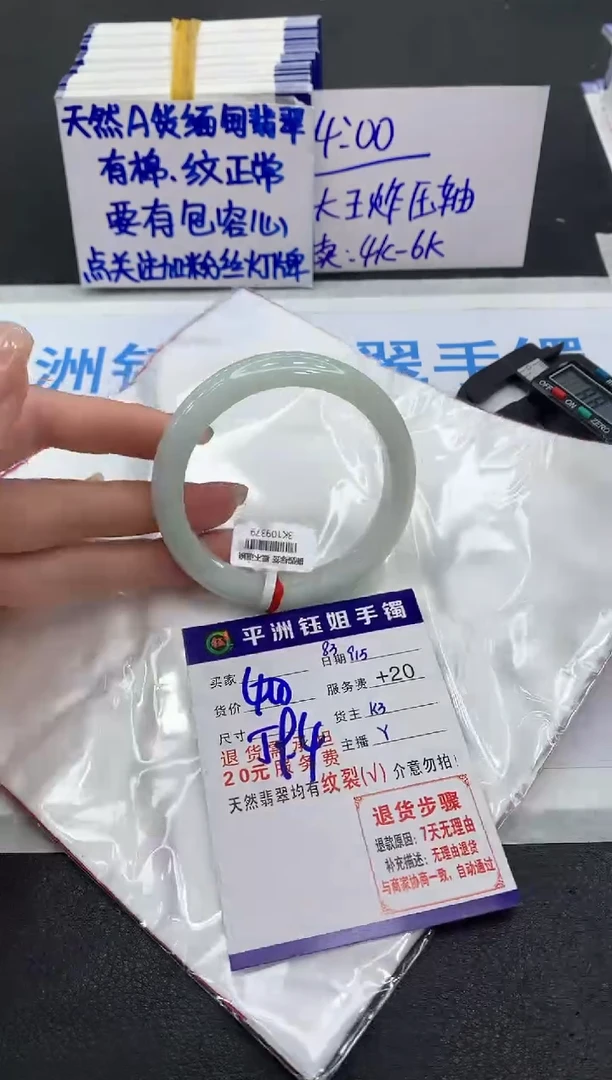 天然A货缅甸翡翠
有棉、纹正常
要有包容心
点关注加粉丝灯牌
4:00
大王炸压轴
卖:4K-6K
洲钰 翠手镯
OFF
ON
ZERO
3K109379
平洲钰姐手镯
买家
日期 9.15
货价 400
服务费 +20
尺寸
货主 K3
主播 Y
退货需承担
20元服务费
天然翡翠均有纹裂(√) 介意勿拍!
退货步骤
退款原因:7天无理由
补充描述:无理由退货
与商家协商一致,自动通过